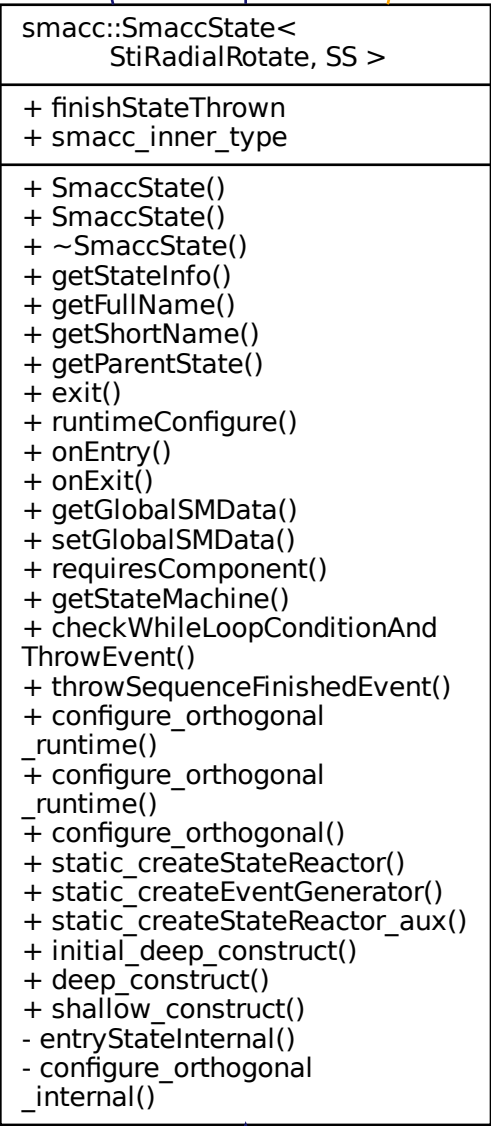 smacc::SmaccState<
StiRadialRotate, SS >
+ finishStateThrown
+ smacc_inner_type
+ SmaccState()
+ SmaccState()
+ ~SmaccState()
+ getStateInfo()
+ getFullName()
+ getShortName()
+ getParentState()
+ exit()
+ runtimeConfigure()
+ onEntry()
+ onExit()
+ getGlobalSMData()
+ setGlobalSMData()
+ requiresComponent()
+ getStateMachine()
+ checkWhileLoopConditionAnd
ThrowEvent()
+ throwSequenceFinishedEvent()
+ configure_orthogonal
_runtime()
+ configure_orthogonal
_runtime()
+ configure_orthogonal()
+ static_createStateReactor()
+ static_createEventGenerator()
+ static_createStateReactor_aux()
+ initial_deep_construct()
+ deep_construct()
+ shallow_construct()
- entryStateInternal()
- configure_orthogonal
_internal()